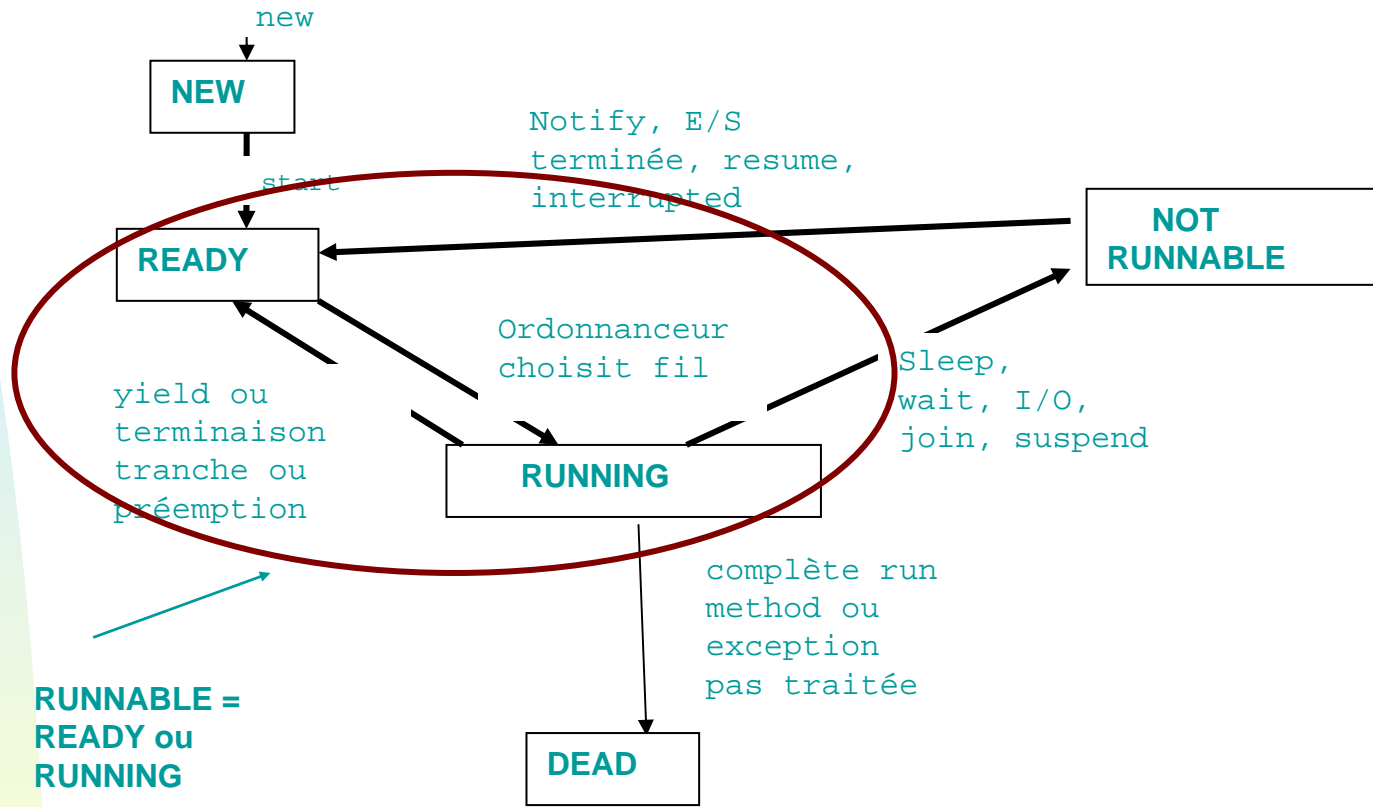 new
NEW
Notify, E/S
terminée, resume,
interrupted
start
NOT
RUNNABLE
READY
Ordonnanceur
choisit fil
Sleep,
wait, I/O,
join, suspend
yield ou
terminaison
tranche ou
préemption
RUNNING
complète run
method ou
exception
pas traitée
RUNNABLE =
READY ou
RUNNING
DEAD